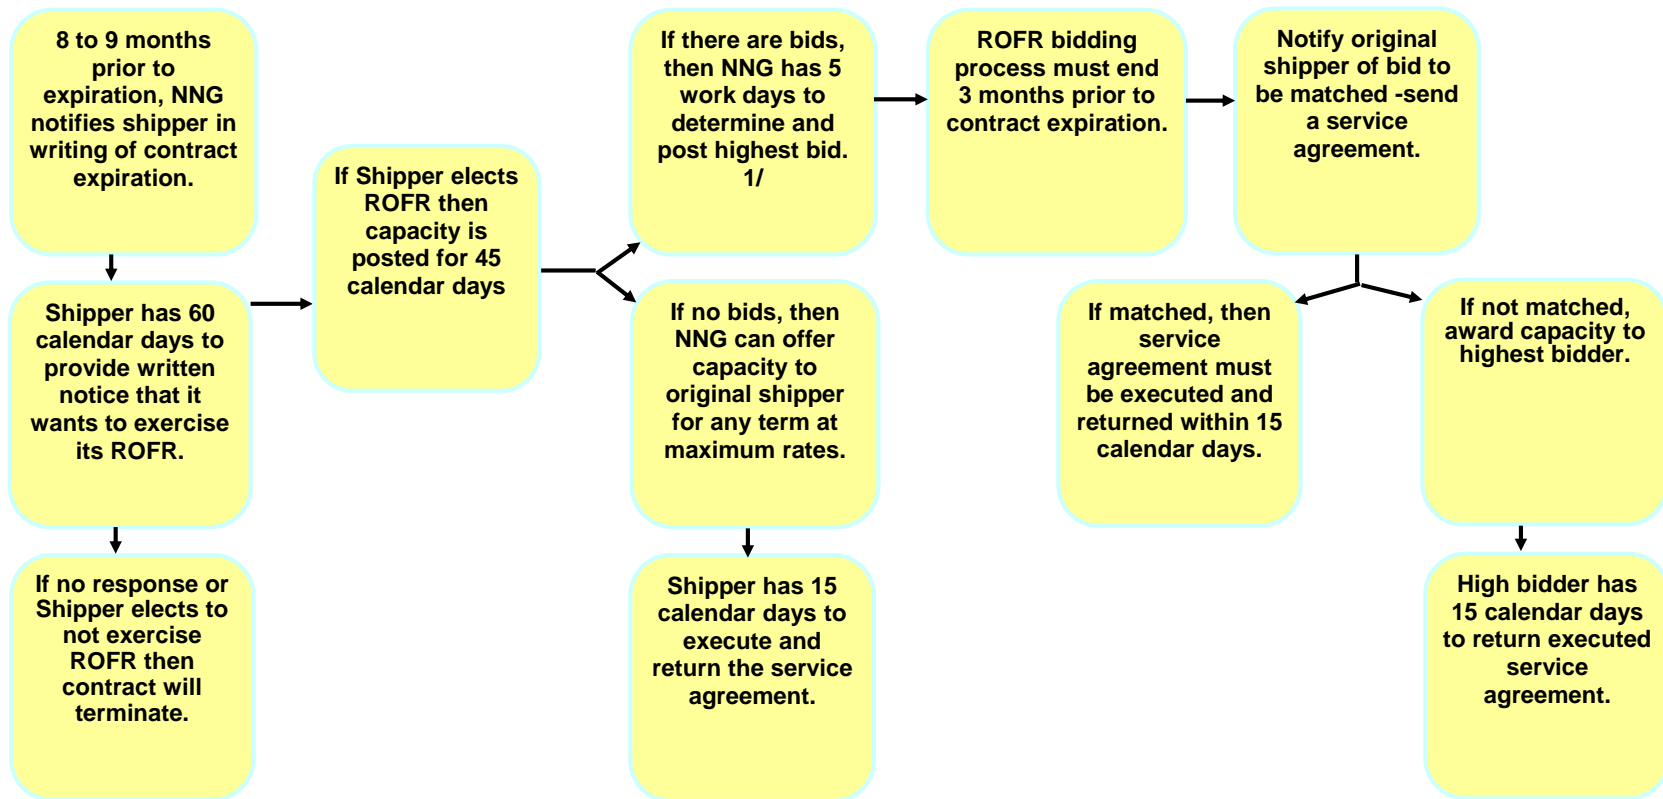 8 to 9 months
prior to
expiration, NNG
notifies shipper in
writing of contract
expiration.
Shipper has 60
calendar days to
provide written
notice that it
wants to exercise
its ROFR.
If no response or
Shipper elects to
not exercise
ROFR then
contract will
terminate.
If Shipper elects
ROFR then
capacity is
posted for 45
calendar days
If there are bids,
then NNG has 5
work days to
determine and
post highest bid.
1/
If no bids, then
NNG can offer
capacity to
original shipper
for any term at
maximum rates.
Shipper has 15
calendar days to
execute and
return the service
agreement.
ROFR bidding
process must end
3 months prior to
contract expiration.
Notify original
shipper of bid to
be matched -send
a service
agreement.
If matched, then
service
agreement must
be executed and
returned within 15
calendar days.
If not matched,
award capacity to
highest bidder.
High bidder has
15 calendar days
to return executed
service
agreement.